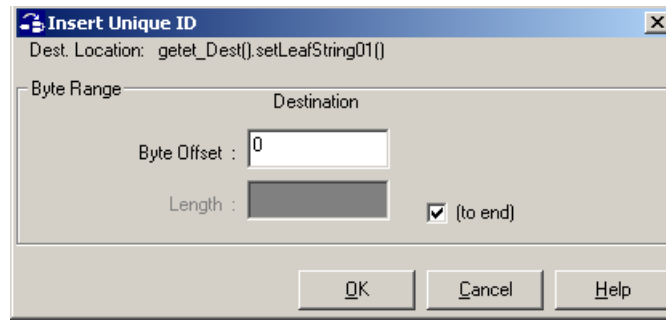 Insert Unique ID
Dest. Location: getet_Dest().setLeafString01()
Byte Range
Destination
Byte Offset : 0
Length :
(to end)
OK Cancel Help